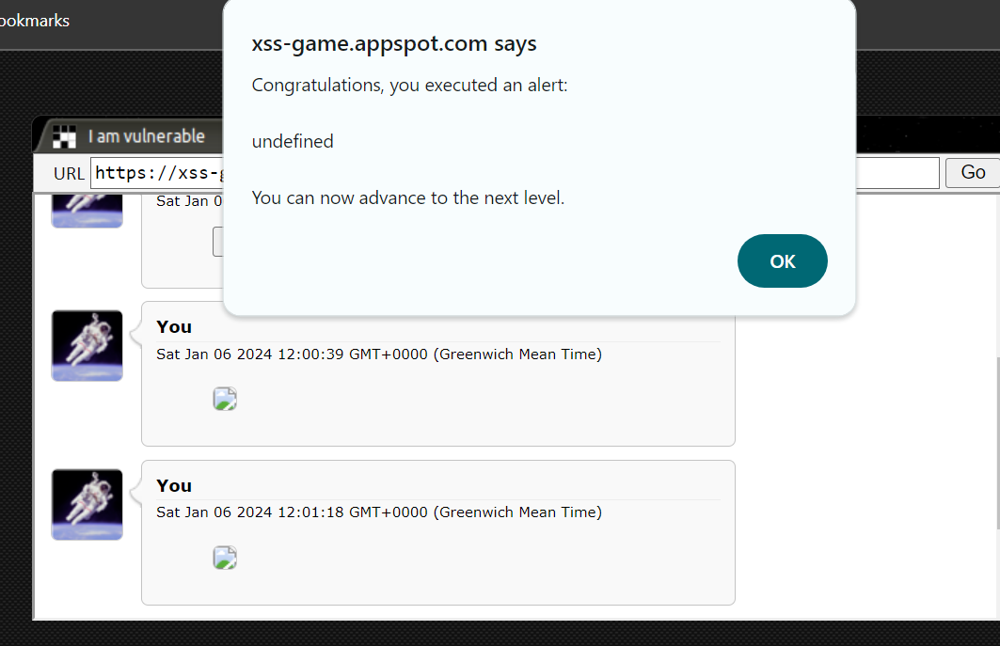 ookmarks
xss-game.appspot.com says
Congratulations, you executed an alert:
undefined
You can now advance to the next level.
OK
I am vulnerable
URL https://xss-g
Go
Sat Jan 0
You
Sat Jan 06 2024 12:00:39 GMT+0000 (Greenwich Mean Time)
You
Sat Jan 06 2024 12:01:18 GMT+0000 (Greenwich Mean Time)